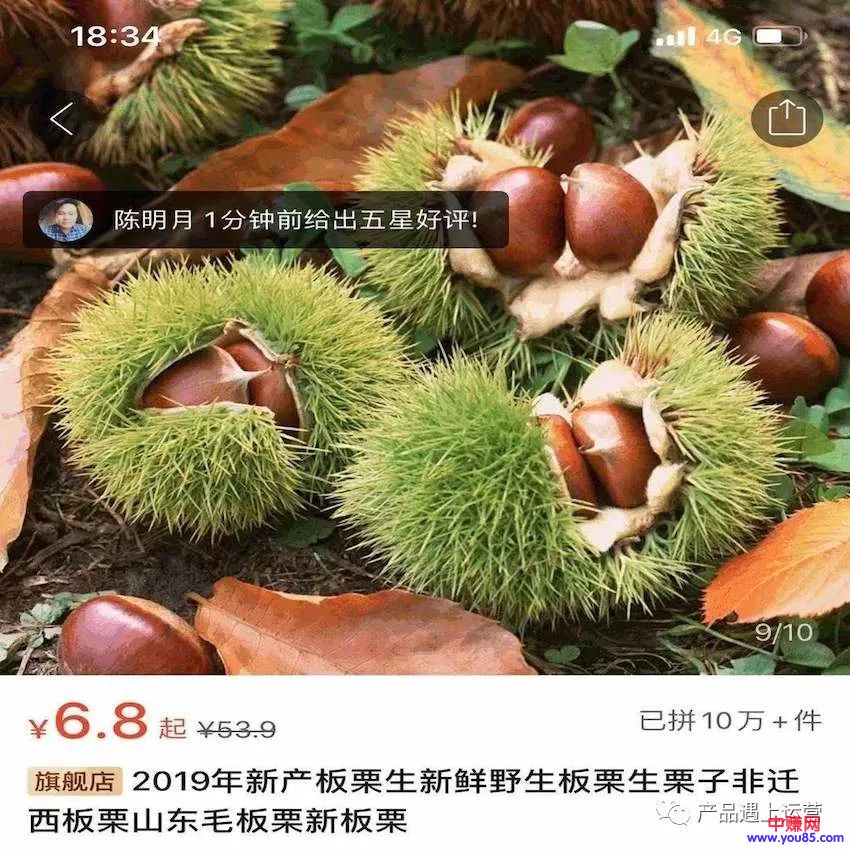 18:34
4G
陈明月 1分钟前给出五星好评!
9/10
¥6.8起 ¥53.9
已拼10万+件
旗舰店 2019年新产板栗生新鲜野生板栗生栗子非迁
西板栗山东毛板栗新板栗
产品遇上运营
中赚网
www.you85.com